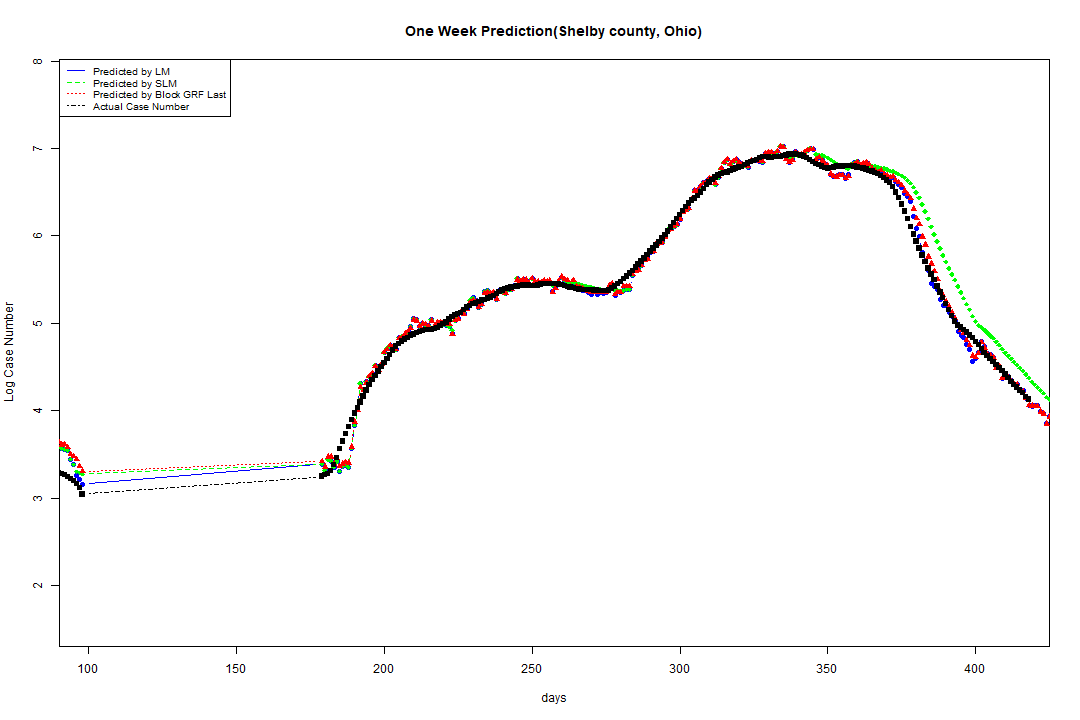 One Week Prediction(Shelby county, Ohio)
Predicted by LM
Predicted by SLM
Predicted by Block GRF Last
Actual Case Number
8
7
6
5
4
3
2
Log Case Number
100 150 200 250 300 350 400
days